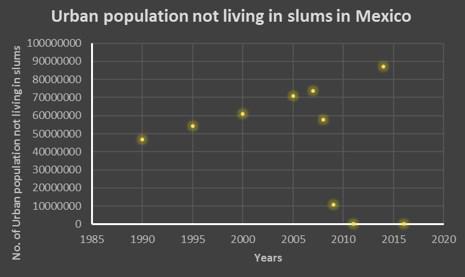 Urban population not living in slums in Mexico
No. of Urban population not living in slums
100000000
90000000
80000000
70000000
60000000
50000000
40000000
30000000
20000000
10000000
0
1985 1990 1995 2000 2005 2010 2015 2020
Years